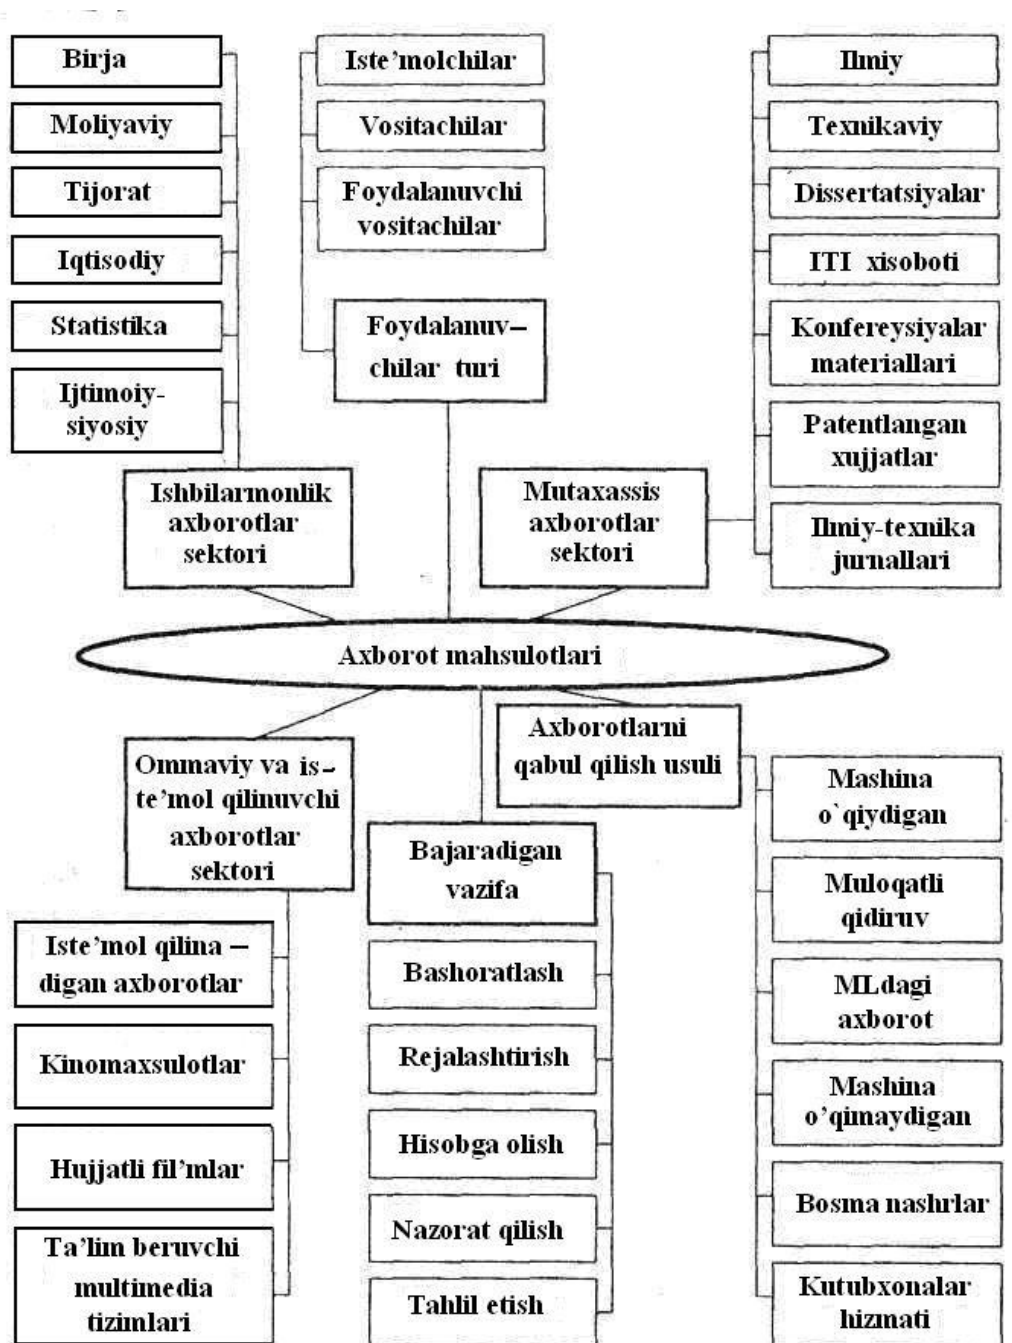 Birja
Moliyaviy
Tijorat
Iqtisodiy
Statistika
Ijtimoiy-
siyosiy
Ishbilarmonlik
axborotlar
sektori
Iste'molchilar
Vositachilar
Foydalanuvchi
vositachilar
Foydalanuv–
chilar turi
Ilmiy
Texnikaviy
Dissertatsiyalar
ITI xisoboti
Konfereysiyalar
materiallari
Patentlangan
xujjatlar
Ilmiy-texnika
jurnallari
Mutaxassis
axborotlar
sektori
Axborot mahsulotlari
Ommaviy va is–
te'mol qilinuvchi
axborotlar
sektori
Iste'mol qilina –
digan axborotlar
Kinomaxsulotlar
Hujjatli fil'mlar
Ta'lim beruvchi
multimedia
tizimlari
Bajaradigan
vazifa
Bashoratlash
Rejalashtirish
Hisobga olish
Nazorat qilish
Tahlil etish
Axborotlarni
qabul qilish usuli
Mashina
o`qiydigan
Muloqatli
qidiruv
MLdagi
axborot
Mashina
o'qimaydigan
Bosma nashrlar
Kutubxonalar
hizmati